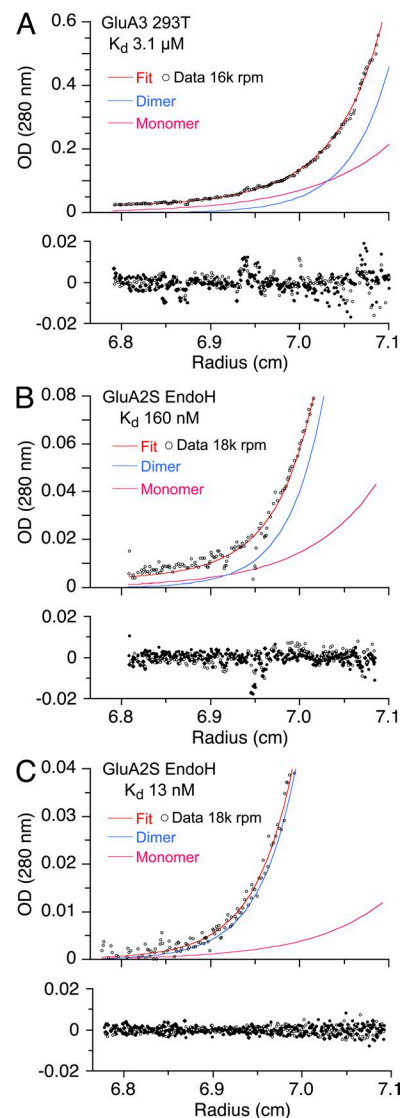 A
GluA3 293T
Kd 3.1 µM
Fit Data 16k rpm
Dimer
Monomer
OD (280 nm)
0.6
0.4
0.2
0
0.02
0
-0.02
6.8 6.9 7.0 7.1
Radius (cm)
B
GluA2S EndoH
Kd 160 nM
Fit Data 18k rpm
Dimer
Monomer
OD (280 nm)
0.08
0.06
0.04
0.02
0
0.02
0
-0.02
6.8 6.9 7.0 7.1
Radius (cm)
C
GluA2S EndoH
Kd 13 nM
Fit Data 18k rpm
Dimer
Monomer
OD (280 nm)
0.04
0.03
0.02
0.01
0
0.02
0
-0.02
6.8 6.9 7.0 7.1
Radius (cm)